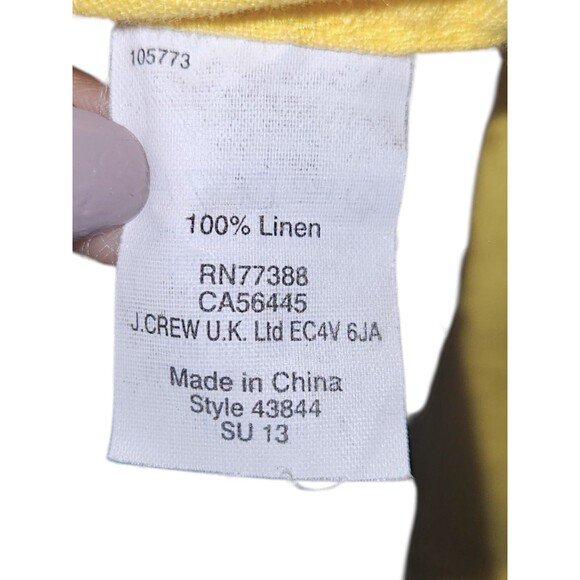 105773
100% Linen
RN77388
CA56445
J.CREW U.K. Ltd EC4V 6JA
Made in China
Style 43844
SU 13